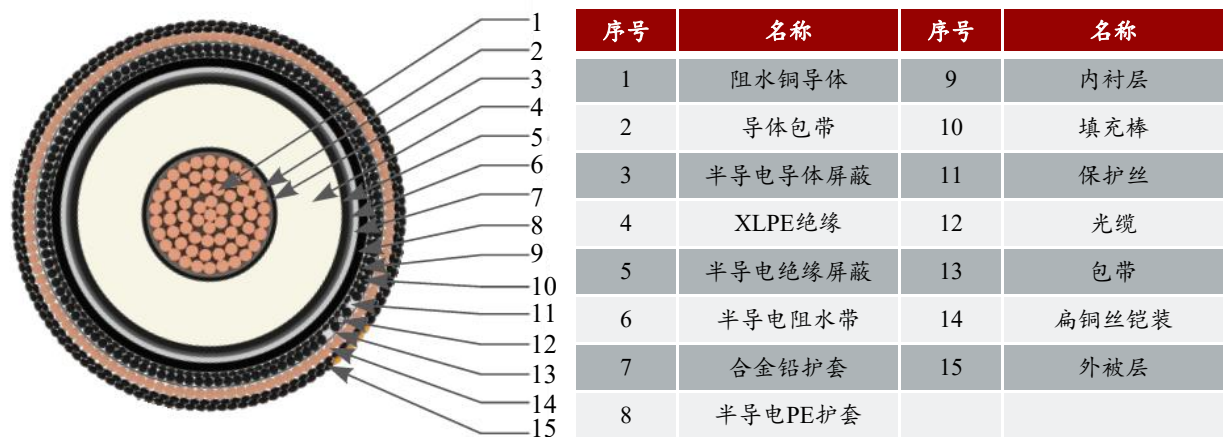 1
2
3
4
5
6
7
8
9
10
11
12
13
14
15
序号 名称 序号 名称
1 阻水铜导体 9 内衬层
2 导体包带 10 填充棒
3 半导电导体屏蔽 11 保护丝
4 XLPE绝缘 12 光缆
5 半导电绝缘屏蔽 13 包带
6 半导电阻水带 14 扁铜丝铠装
7 合金铅护套 15 外被层
8 半导电PE护套